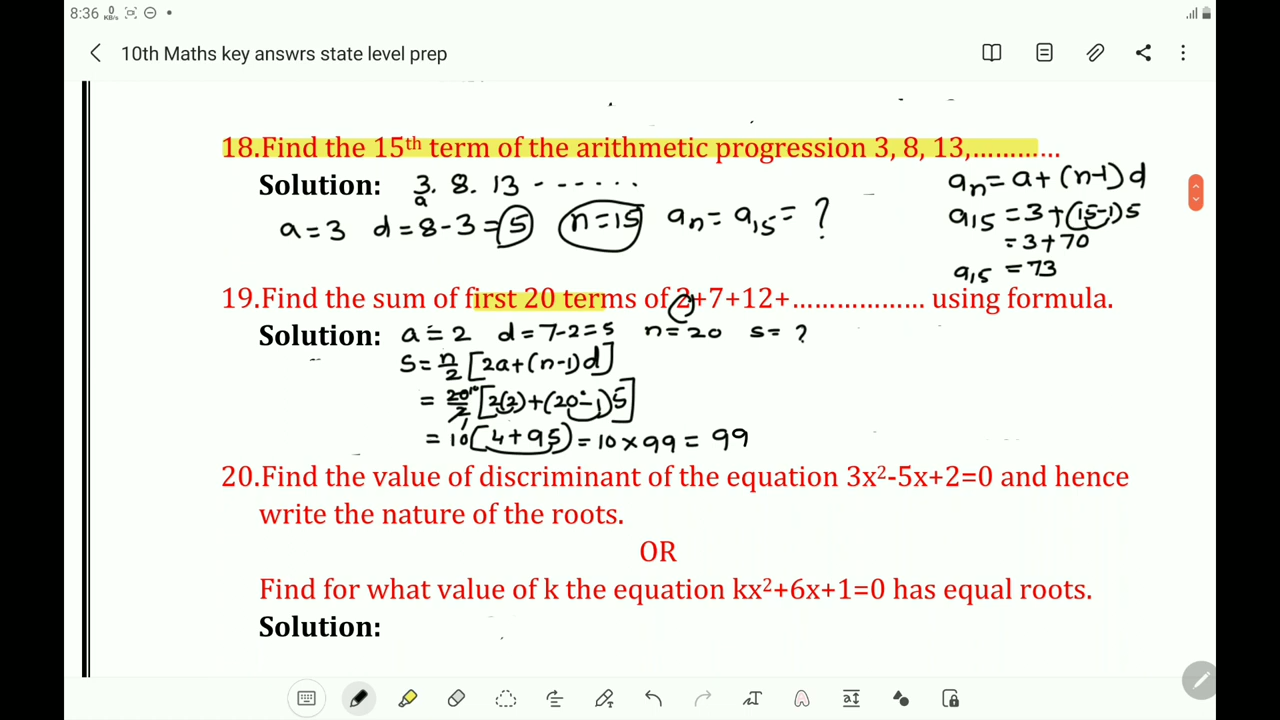 8:36 0 KB/s
10th Maths key answrs state level prep
18.Find the 15th term of the arithmetic progression 3, 8, 13,…………
Solution: 3. 8. 13 - - - - - -
a
a = 3 d = 8 - 3 = 5 n = 15 an = a15 = ?
an = a + (n-1) d
a15 = 3 + (15-1) 5
= 3 + 70
a15 = 73
19.Find the sum of first 20 terms of 2+7+12+……………… using formula.
Solution: a = 2 d = 7-2 = 5 n = 20 s = ?
S = n/2 [2a + (n-1) d]
= 20/2 10 1 [2(2) + (20-1) 5]
= 10 (4 + 95) = 10 × 99 = 99
20.Find the value of discriminant of the equation 3x²-5x+2=0 and hence
write the nature of the roots.
OR
Find for what value of k the equation kx²+6x+1=0 has equal roots.
Solution: